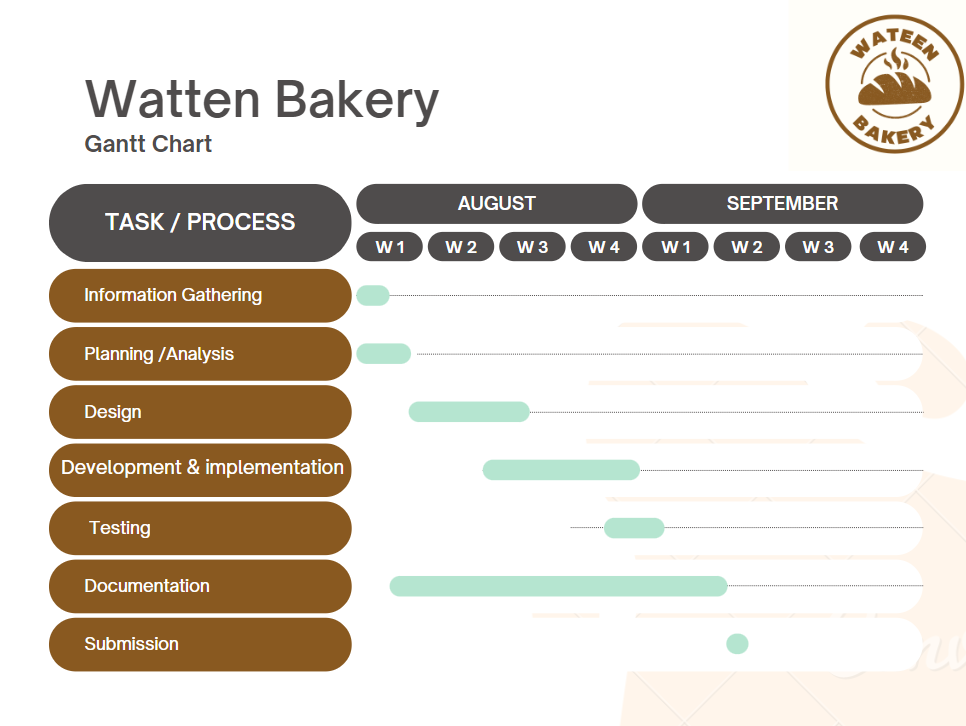 WATEEN
BAKERY
Watten Bakery
Gantt Chart
TASK / PROCESS
AUGUST
SEPTEMBER
W 1
W 2
W 3
W 4
W 1
W 2
W 3
W 4
Information Gathering
Planning /Analysis
Design
Development & implementation
Testing
Documentation
Submission